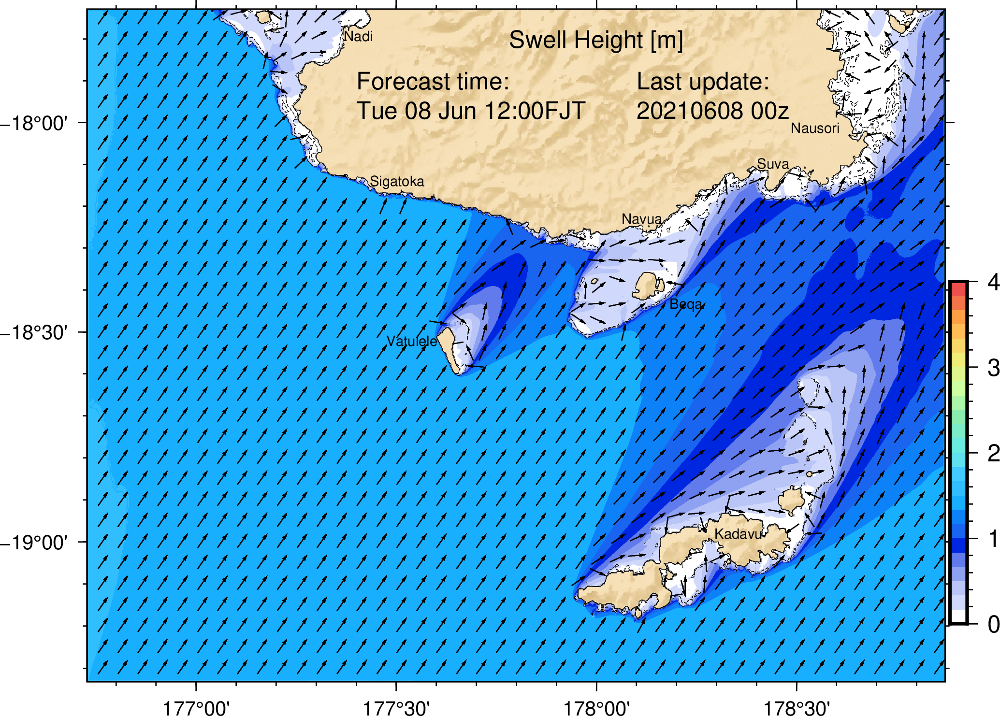 Nadi
Swell Height [m]
Forecast time:
Tue 08 Jun 12:00FJT
Last update:
20210608 00z
Nausori
Suva
Sigatoka
Navua
Beqa
Vatulele
Kadavu
−18°00'
−18°30'
−19°00'
177°00'
177°30'
178°00'
178°30'
4
3
2
1
0